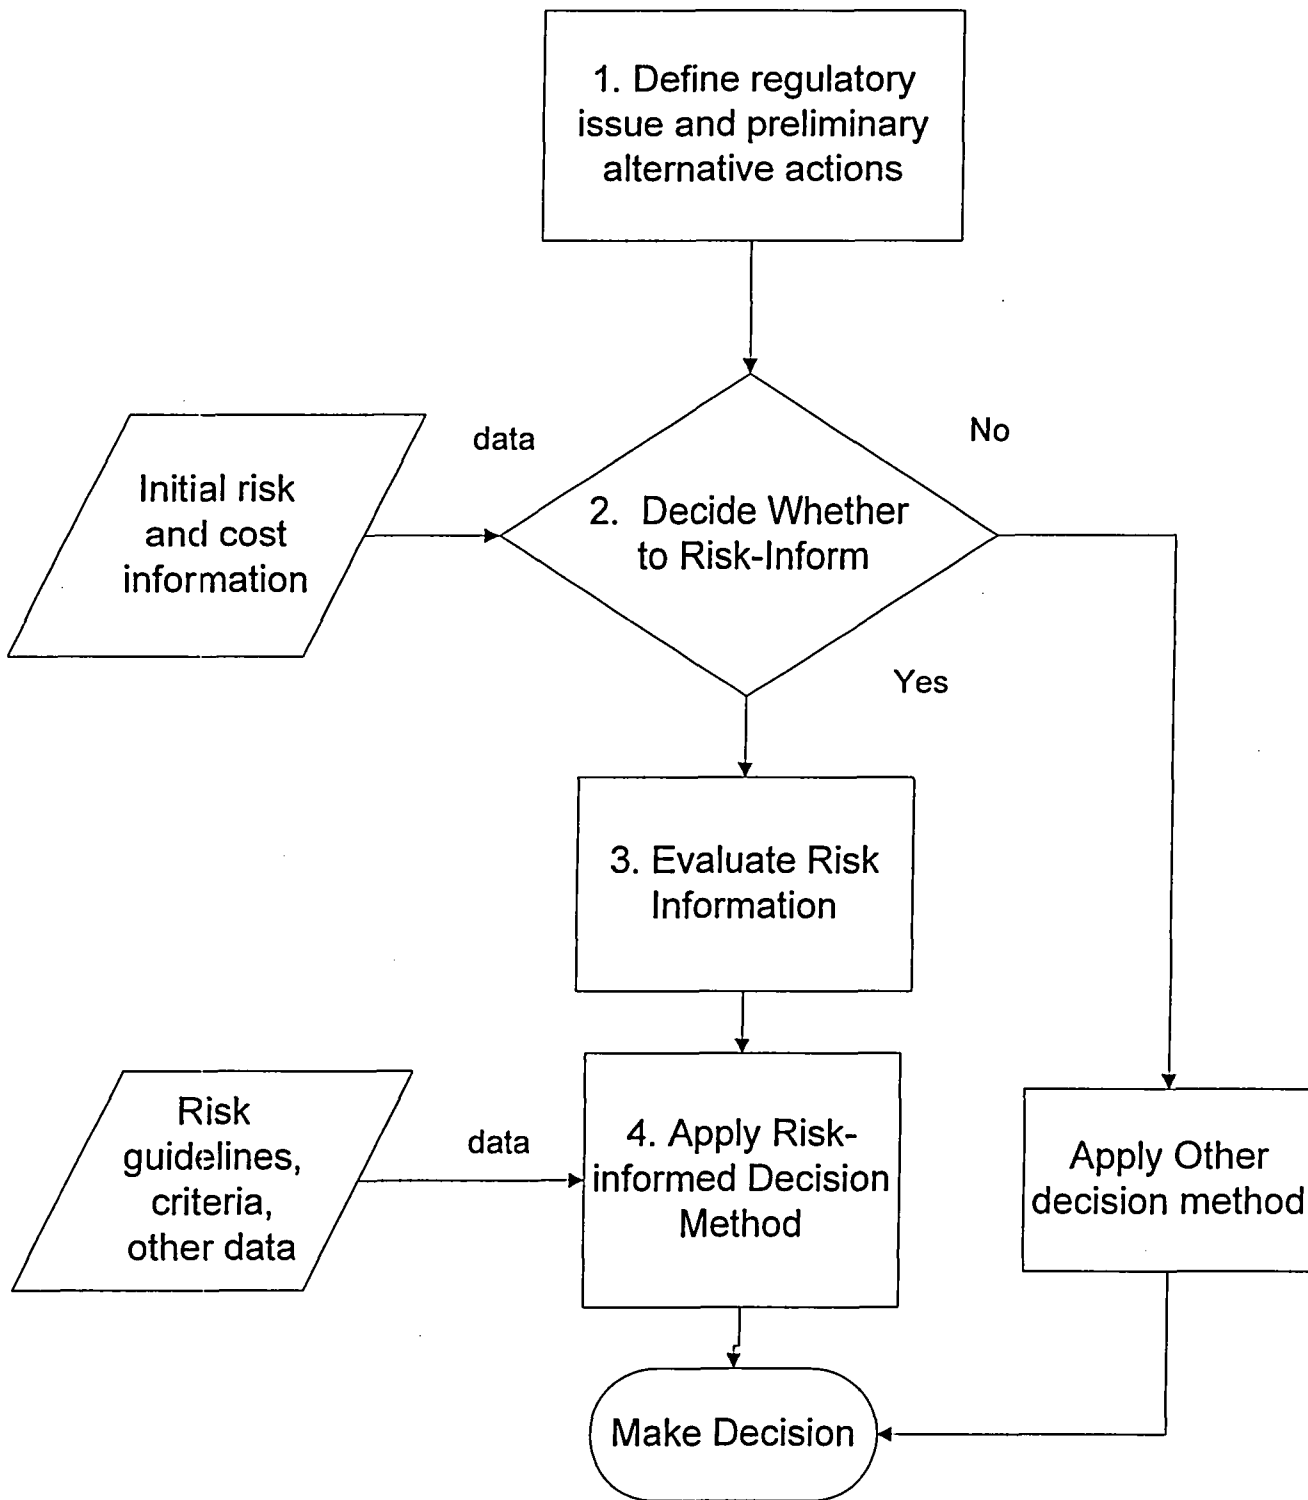 1. Define regulatory
issue and preliminary
alternative actions
data
No
Initial risk
and cost
information
2. Decide Whether
to Risk-Inform
Yes
3. Evaluate Risk
Information
Risk
guidelines,
criteria,
other data
data
4. Apply Risk-
informed Decision
Method
Apply Other
decision method
Make Decision